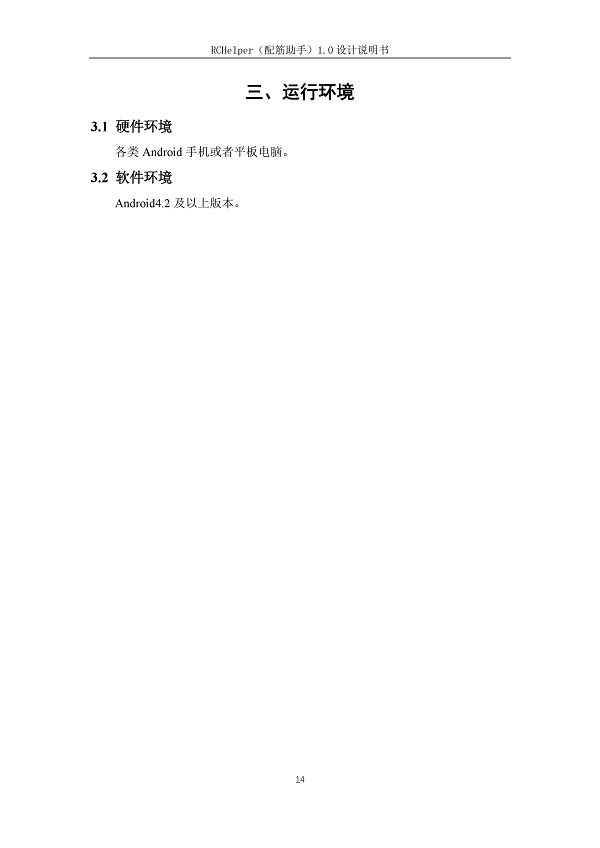 RCHelper（配筋助手）1.0 设计说明书
三、运行环境
3.1 硬件环境
各类 Android 手机或者平板电脑。
3.2 软件环境
Android4.2 及以上版本。
14